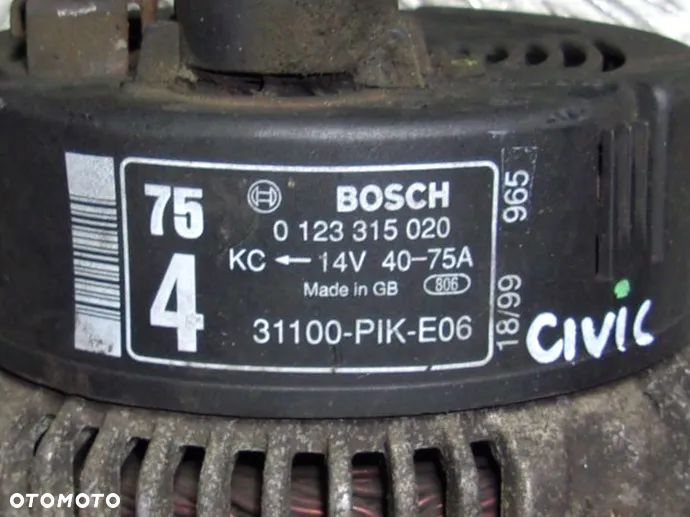 75
4
BOSCH
0 123 315 020
KC ← 14V 40-75A
Made in GB 806
31100-PIK-E06
18/99 965
CIVIC
OTOMOTO